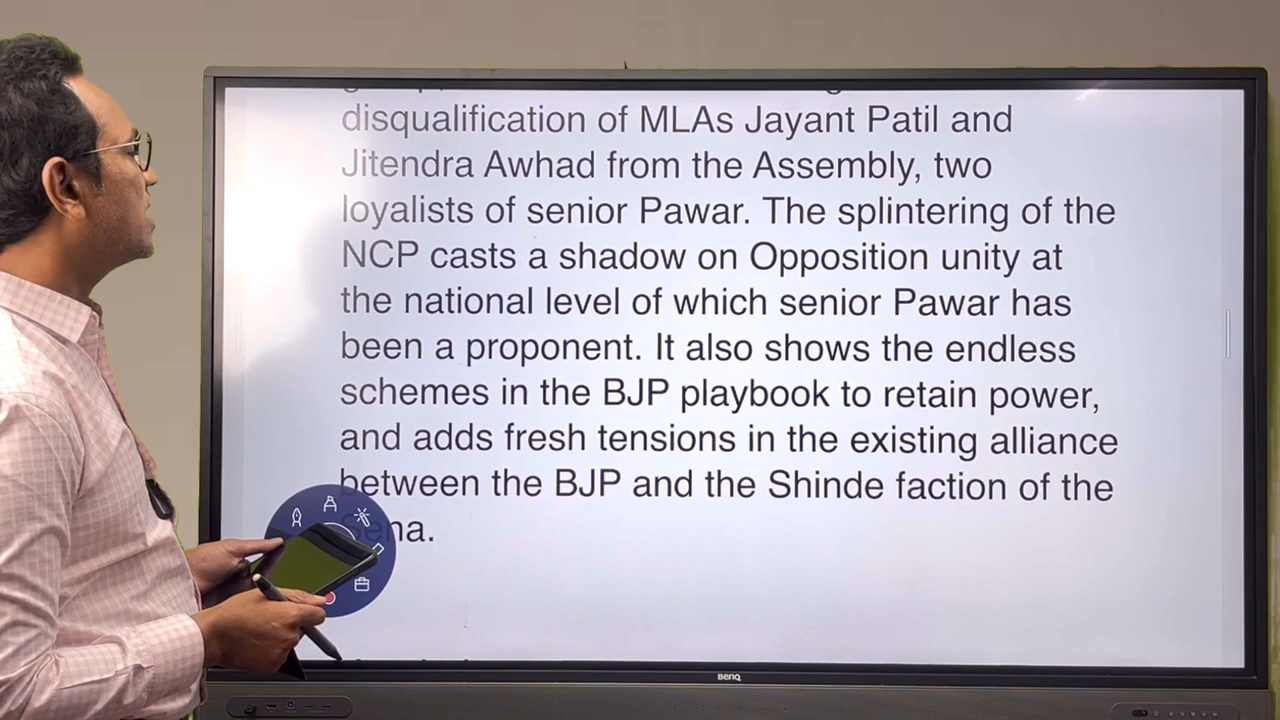 disqualification of MLAs Jayant Patil and
Jitendra Awhad from the Assembly, two
loyalists of senior Pawar. The splintering of the
NCP casts a shadow on Opposition unity at
the national level of which senior Pawar has
been a proponent. It also shows the endless
schemes in the BJP playbook to retain power,
and adds fresh tensions in the existing alliance
between the BJP and the Shinde faction of the
Sena.
BenQ